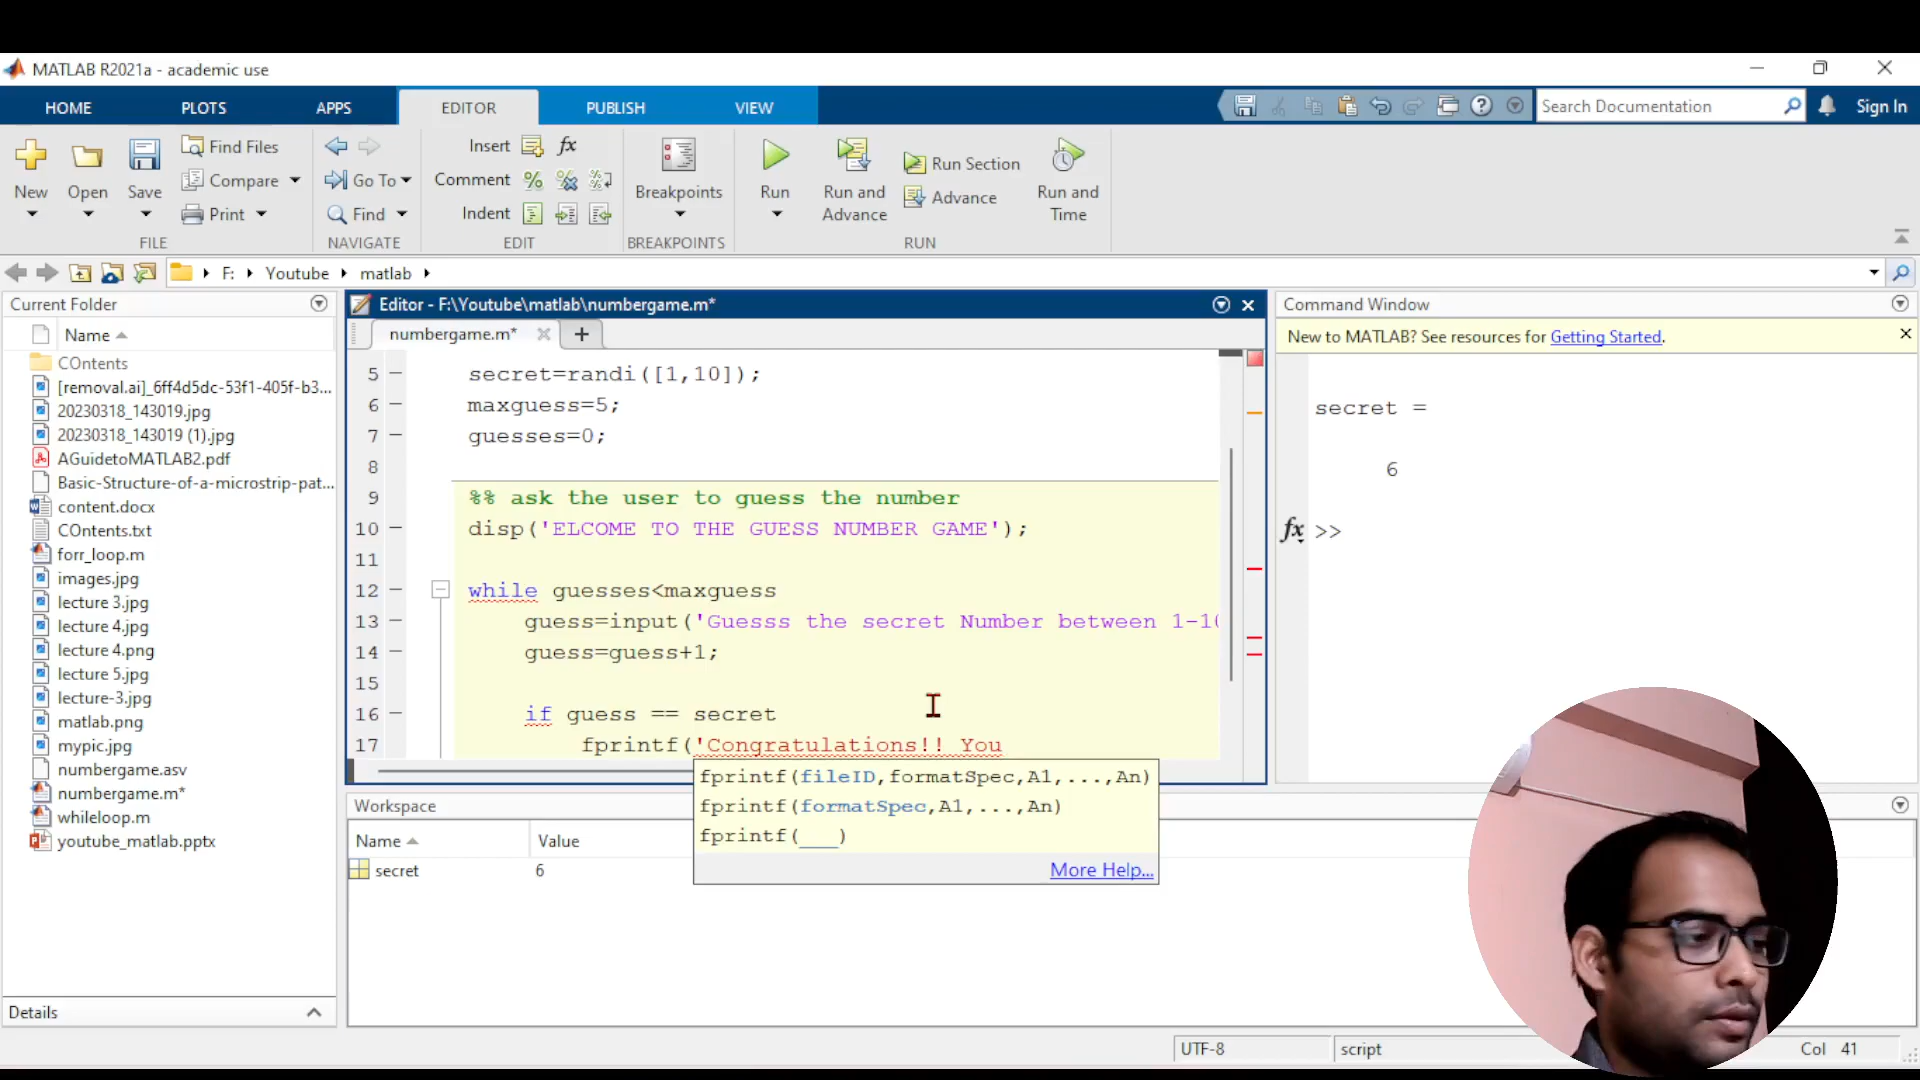 MATLAB R2021a - academic use
HOME PLOTS APPS EDITOR PUBLISH VIEW
Search Documentation
Sign In
New
Open
Save
Find Files
Compare
Print
FILE
Go To
Find
NAVIGATE
Insert
fx
Comment
Indent
EDIT
Breakpoints
BREAKPOINTS
Run
Run and Advance
Run Section
Advance
Run and Time
RUN
F: Youtube matlab
Current Folder
Name
COntents
[removal.ai]_6ff4d5dc-53f1-405f-b3...
20230318_143019.jpg
20230318_143019 (1).jpg
AGuidetoMATLAB2.pdf
Basic-Structure-of-a-microstrip-pat...
content.docx
COntents.txt
forr_loop.m
images.jpg
lecture 3.jpg
lecture 4.jpg
lecture 4.png
lecture 5.jpg
lecture-3.jpg
matlab.png
mypic.jpg
numbergame.asv
numbergame.m*
whileloop.m
youtube_matlab.pptx
Details
Editor - F:\Youtube\matlab\numbergame.m*
numbergame.m*
5 secret=randi([1,10]);
6 maxguess=5;
7 guesses=0;
8
9 %% ask the user to guess the number
10 disp('ELCOME TO THE GUESS NUMBER GAME');
11
12 while guesses<maxguess
13 guess=input('Guesss the secret Number between 1-10
14 guess=guess+1;
15
16 if guess == secret
17 fprintf('Congratulations!! You
fprintf(fileID,formatSpec,A1,...,An)
fprintf(formatSpec,A1,...,An)
fprintf(___)
More Help...
Workspace
Name Value
secret 6
Command Window
New to MATLAB? See resources for Getting Started.
secret =
6
fx >>
UTF-8
script
Col 41